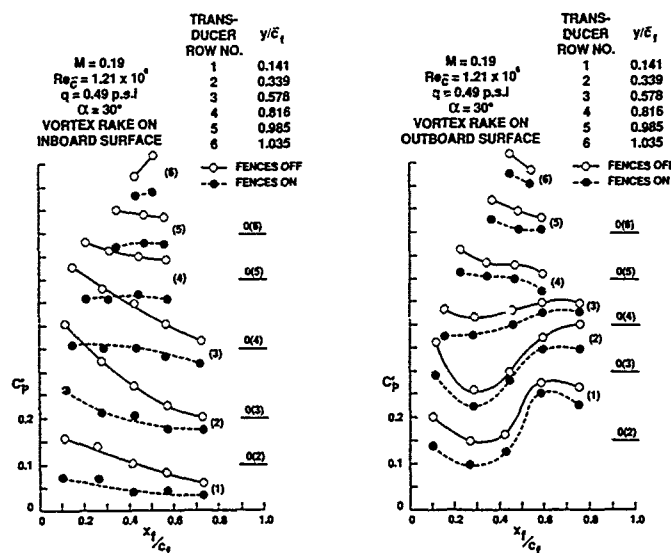 M = 0.19
Rec̄ = 1.21 x 10⁶
q = 0.49 p.s.i
α = 30°
VORTEX RAKE ON
INBOARD SURFACE
TRANS-
DUCER
ROW NO.
y/c̄f
1 0.141
2 0.339
3 0.578
4 0.816
5 0.985
6 1.035
FENCES OFF
FENCES ON
(6)
(5)
(4)
(3)
(2)
(1)
0(6)
0(5)
0(4)
0(3)
0(2)
C'P
0.2
0.1
0 0.2 0.4 0.6 0.8 1.0
xf/cf
M = 0.19
Rec̄ = 1.21 x 10⁶
q = 0.49 p.s.i
α = 30°
VORTEX RAKE ON
OUTBOARD SURFACE
TRANS-
DUCER
ROW NO.
y/c̄f
1 0.141
2 0.339
3 0.578
4 0.816
5 0.985
6 1.035
FENCES OFF
FENCES ON
(6)
(5)
(4)
(3)
(2)
(1)
0(6)
0(5)
0(4)
0(3)
0(2)
C'P
0.2
0.1
0 0.2 0.4 0.6 0.8 1.0
xf/cf